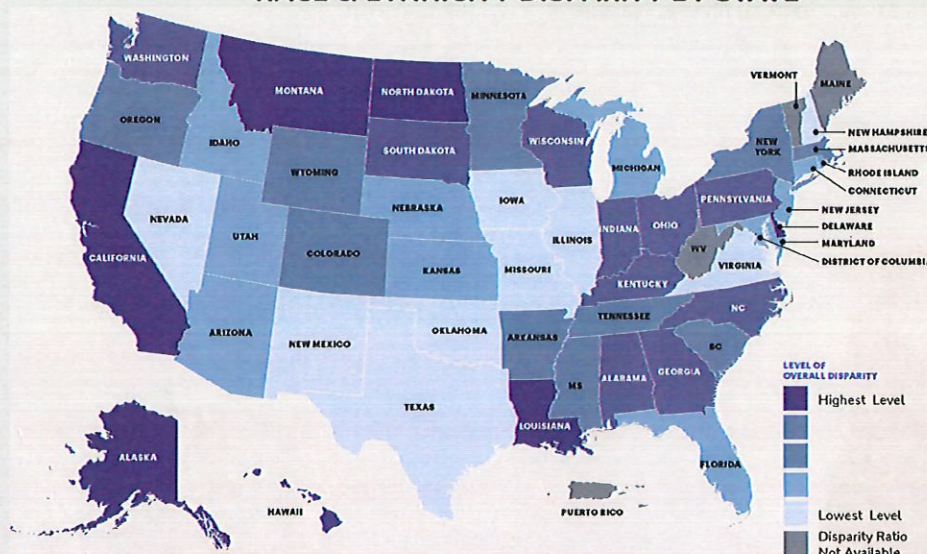 WASHINGTON
MONTANA
NORTH DAKOTA
MINNESOTA
VERMONT
MAINE
OREGON
IDAHO
SOUTH DAKOTA
WISCONSIN
NEW YORK
NEW HAMPSHIRE
MASSACHUSETT
WYOMING
MICHIGAN
RHODE ISLAND
CONNECTICUT
NEVADA
NEBRASKA
IOWA
PENNSYLVANIA
NEW JERSEY
DELAWARE
MARYLAND
DISTRICT OF COLUMBIA
UTAH
COLORADO
ILLINOIS
INDIANA
OHIO
WV
VIRGINIA
CALIFORNIA
KANSAS
MISSOURI
KENTUCKY
NC
ARIZONA
NEW MEXICO
OKLAHOMA
ARKANSAS
TENNESSEE
SC
TEXAS
MS
ALABAMA
GEORGIA
LOUISIANA
FLORIDA
ALASKA
HAWAII
PUERTO RICO
LEVEL OF
OVERALL DISPARITY
Highest Level
Lowest Level
Disparity Ratio
Not Available